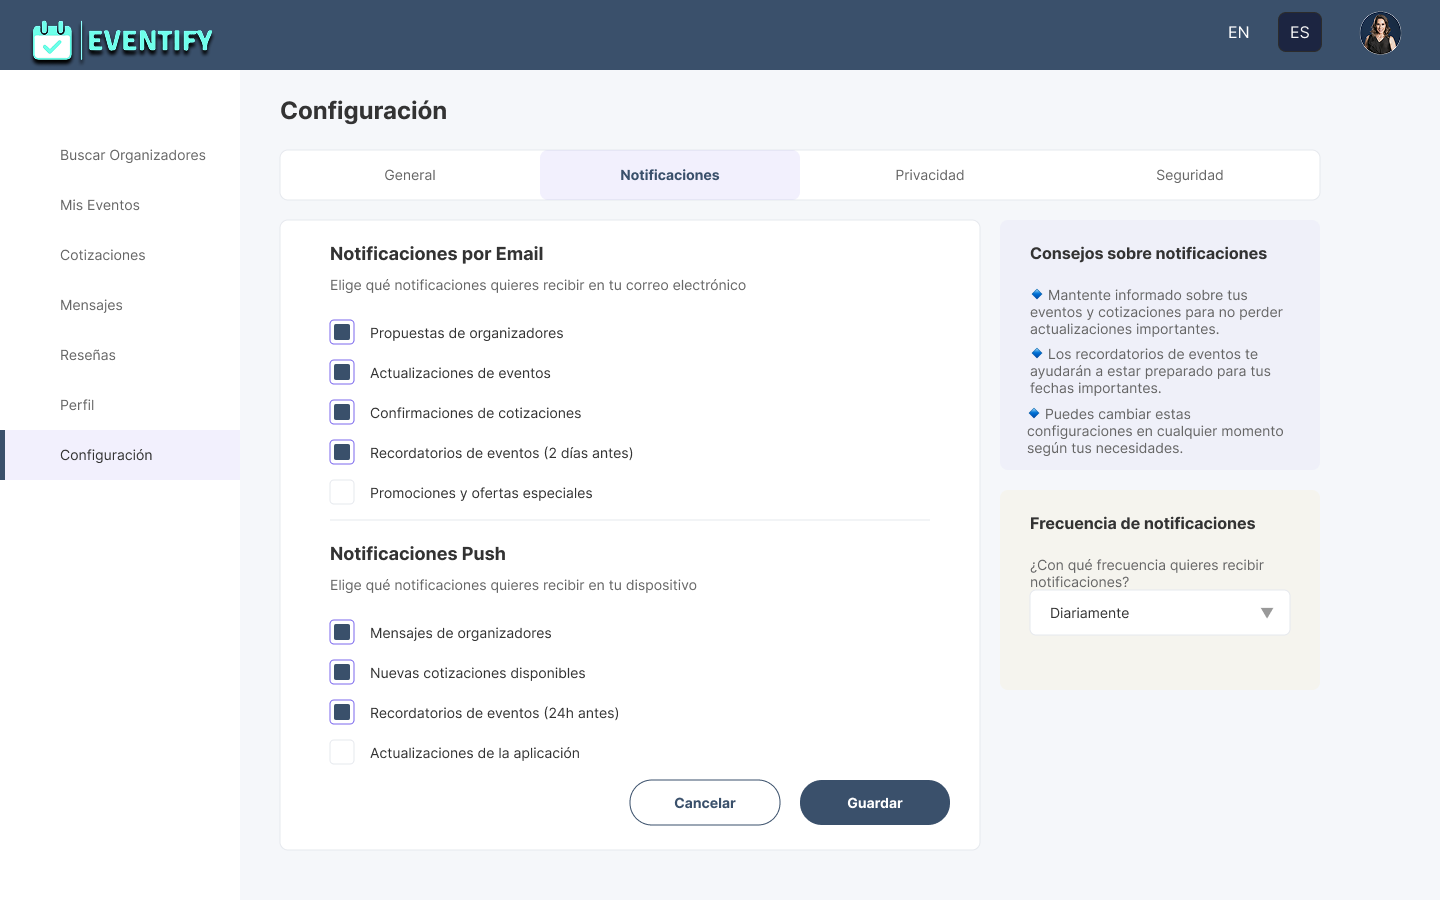 EVENTIFY
EN
ES
Buscar Organizadores
Mis Eventos
Cotizaciones
Mensajes
Reseñas
Perfil
Configuración
Configuración
General
Notificaciones
Privacidad
Seguridad
Notificaciones por Email
Elige qué notificaciones quieres recibir en tu correo electrónico
Propuestas de organizadores
Actualizaciones de eventos
Confirmaciones de cotizaciones
Recordatorios de eventos (2 días antes)
Promociones y ofertas especiales
Notificaciones Push
Elige qué notificaciones quieres recibir en tu dispositivo
Mensajes de organizadores
Nuevas cotizaciones disponibles
Recordatorios de eventos (24h antes)
Actualizaciones de la aplicación
Cancelar
Guardar
Consejos sobre notificaciones
Mantente informado sobre tus
eventos y cotizaciones para no perder
actualizaciones importantes.
Los recordatorios de eventos te
ayudarán a estar preparado para tus
fechas importantes.
Puedes cambiar estas
configuraciones en cualquier momento
según tus necesidades.
Frecuencia de notificaciones
¿Con qué frecuencia quieres recibir
notificaciones?
Diariamente